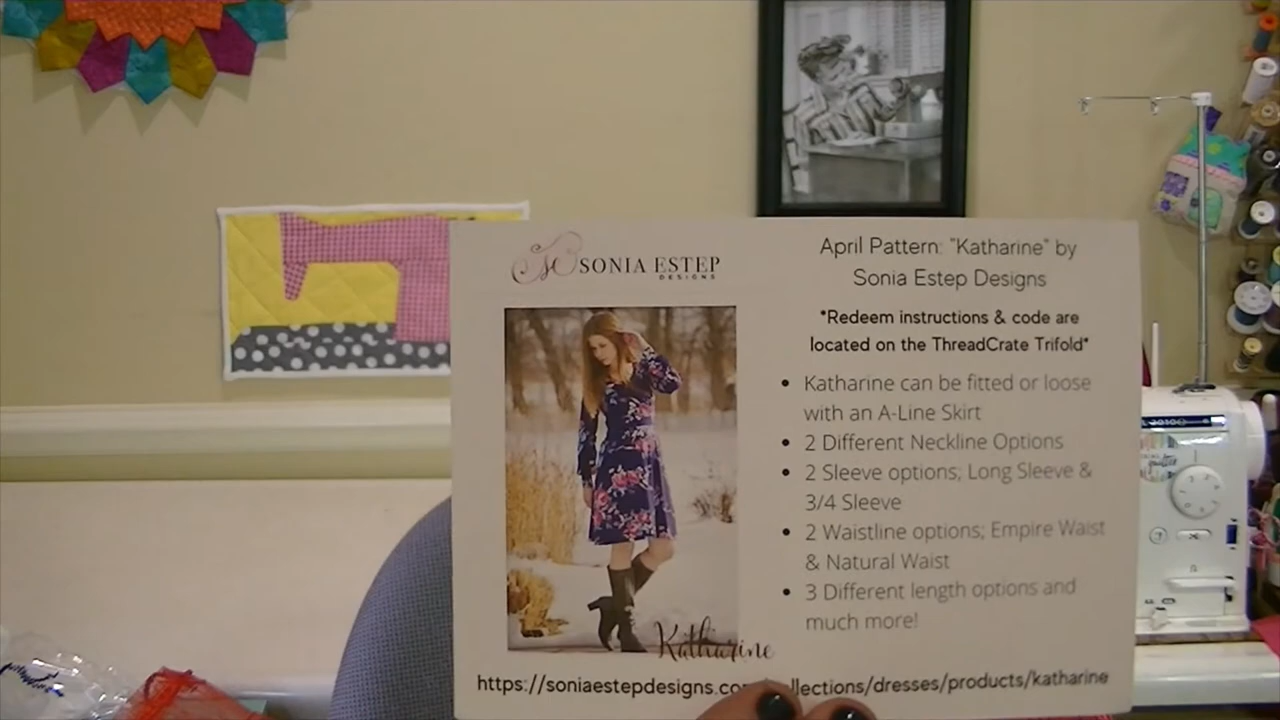 SONIA ESTEP
DESIGNS
Katharine
April Pattern: "Katharine" by
Sonia Estep Designs
*Redeem instructions & code are
located on the ThreadCrate Trifold*
• Katharine can be fitted or loose
with an A-Line Skirt
• 2 Different Neckline Options
• 2 Sleeve options; Long Sleeve &
3/4 Sleeve
• 2 Waistline options; Empire Waist
& Natural Waist
• 3 Different length options and
much more!
https://soniaestepdesigns.co llections/dresses/products/katharine